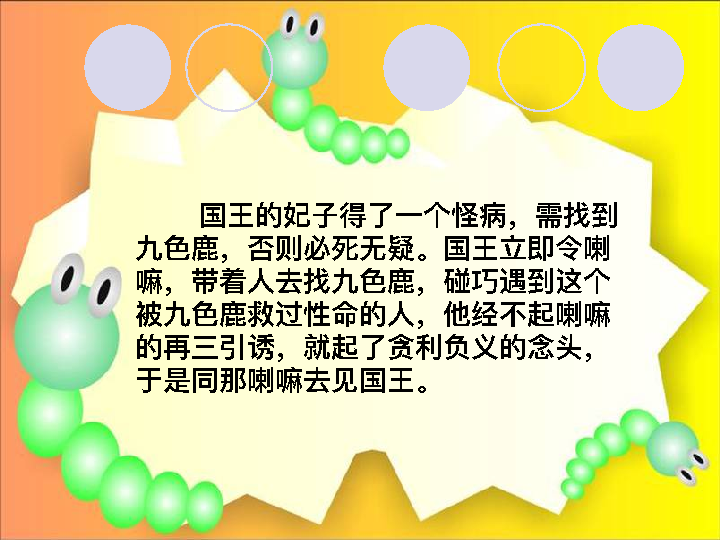 国王的妃子得了一个怪病，需找到
九色鹿，否则必死无疑。国王立即令喇
嘛，带着人去找九色鹿，碰巧遇到这个
被九色鹿救过性命的人，他经不起喇嘛
的再三引诱，就起了贪利负义的念头，
于是同那喇嘛去见国王。